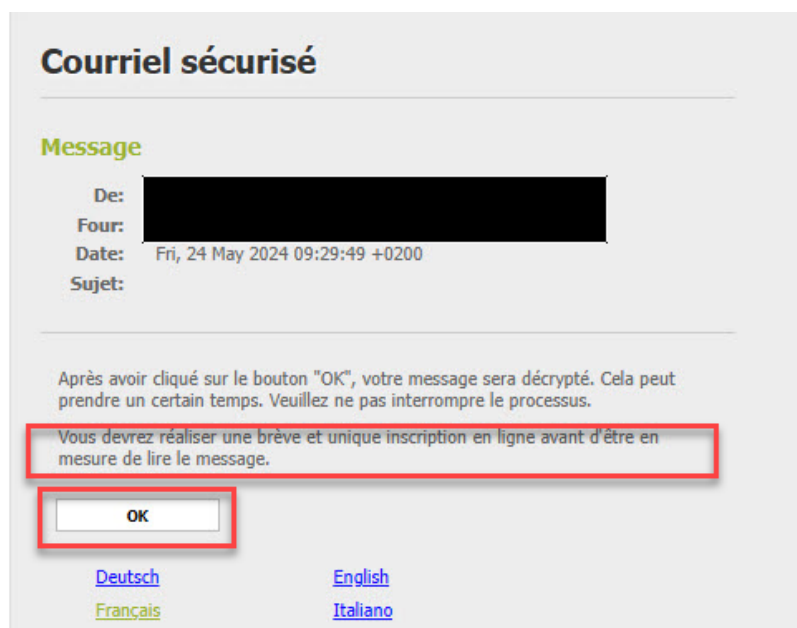 Courriel sécurisé
Message
De:
Four:
Date: Fri, 24 May 2024 09:29:49 +0200
Sujet:
Après avoir cliqué sur le bouton "OK", votre message sera décrypté. Cela peut
prendre un certain temps. Veuillez ne pas interrompre le processus.
Vous devrez réaliser une brève et unique inscription en ligne avant d'être en
mesure de lire le message.
OK
Deutsch English
Français Italiano